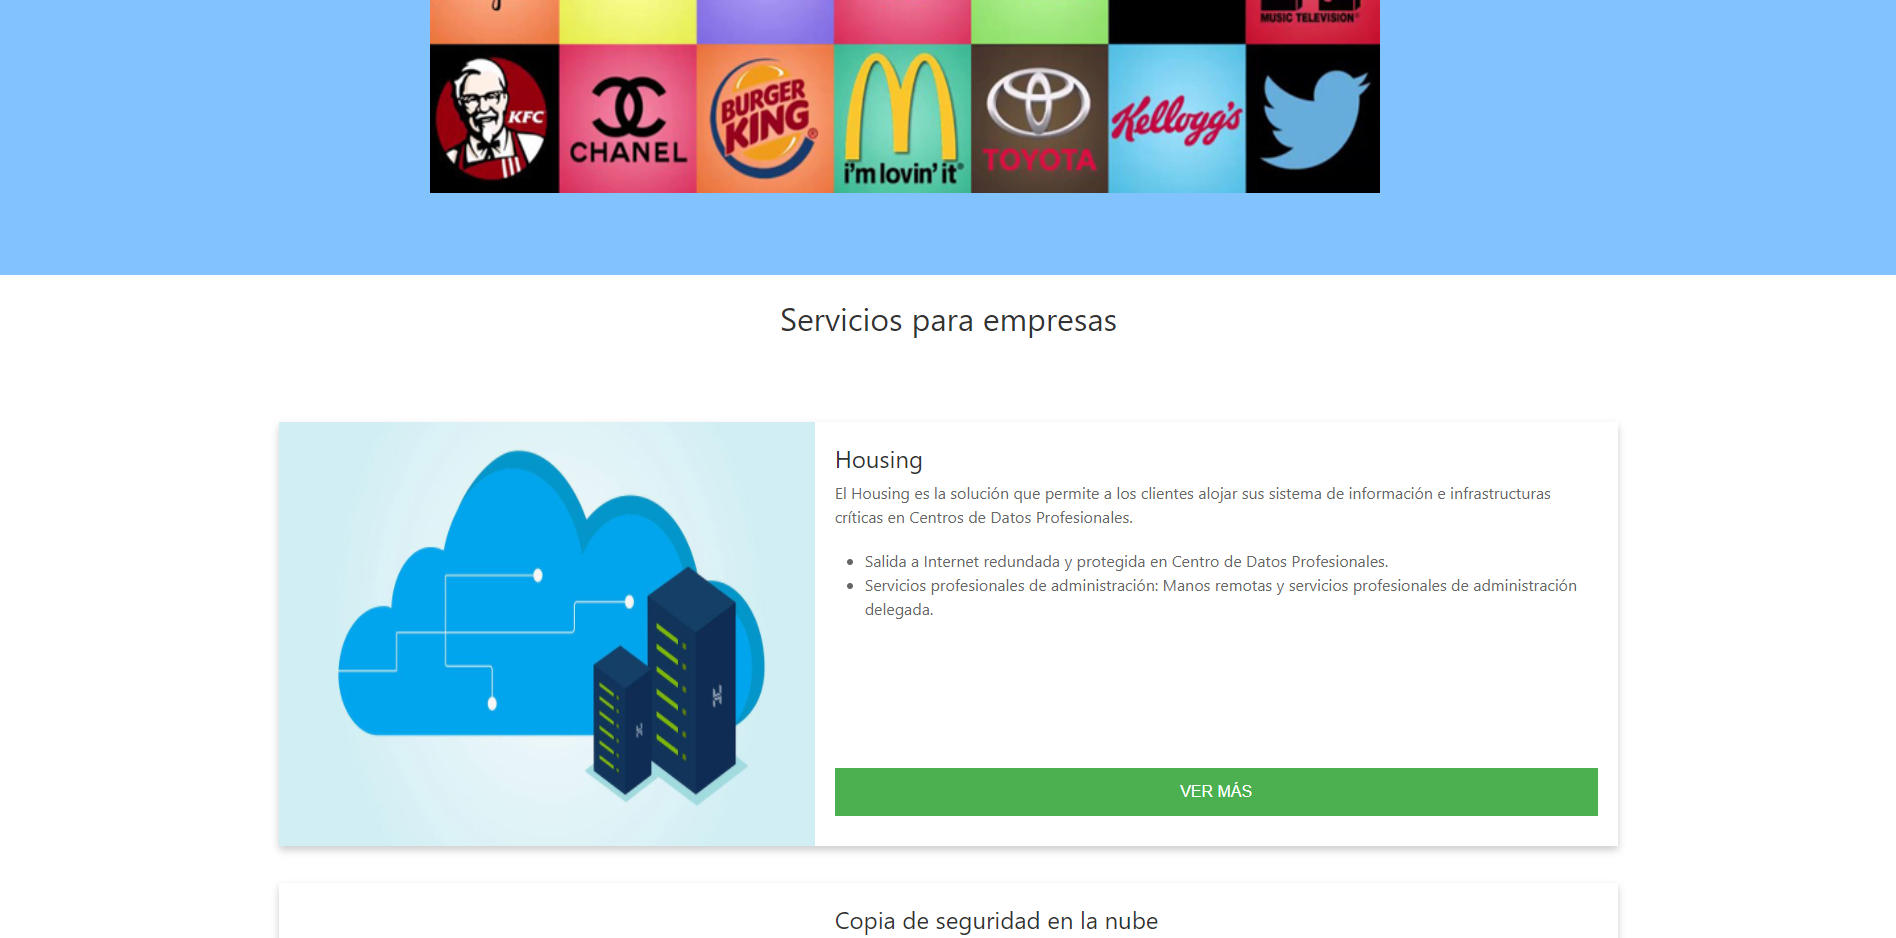 MUSIC TELEVISION®
KFC
CHANEL
BURGER
KING®
i'm lovin' it®
TOYOTA
Kellogg's
Servicios para empresas
Housing
El Housing es la solución que permite a los clientes alojar sus sistema de información e infrastructuras
críticas en Centros de Datos Profesionales.
• Salida a Internet redundada y protegida en Centro de Datos Profesionales.
• Servicios profesionales de administración: Manos remotas y servicios profesionales de administración
delegada.
VER MÁS
Copia de seguridad en la nube